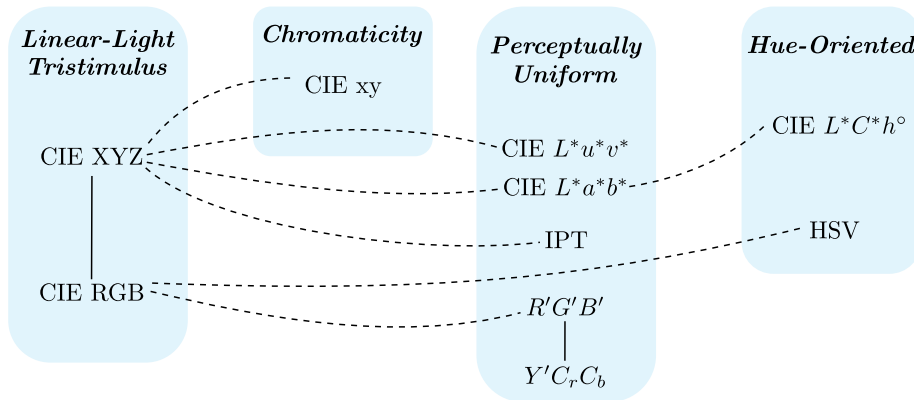 Linear-Light
Tristimulus
CIE XYZ
CIE RGB
Chromaticity
CIE xy
Perceptually
Uniform
CIE L*u*v*
CIE L*a*b*
IPT
R′G′B′
Y′CrCb
Hue-Oriented
CIE L*C*h°
HSV